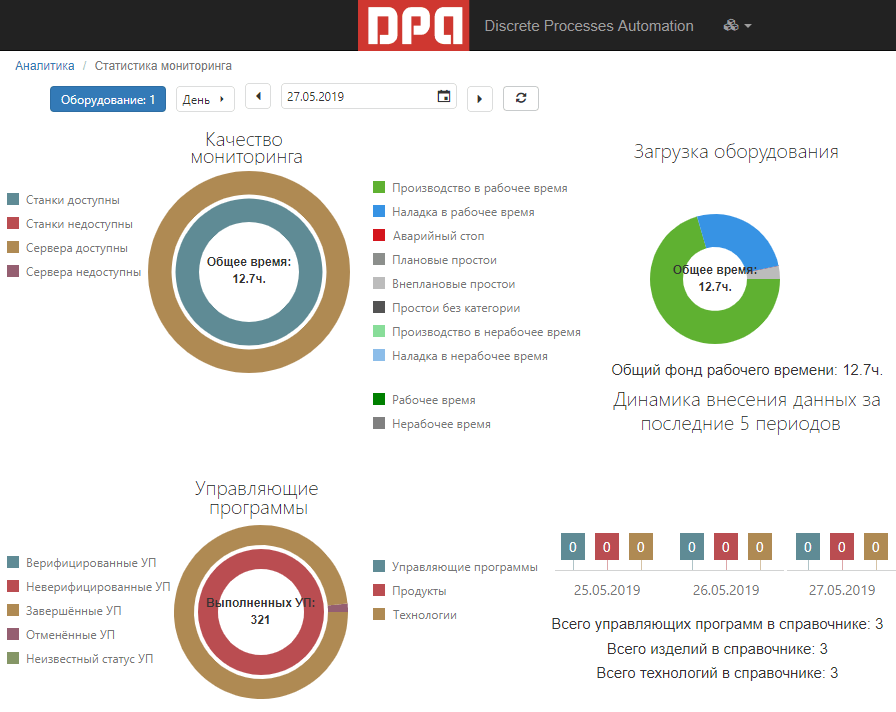 DPA
Discrete Processes Automation
Аналитика / Статистика мониторинга
Оборудование: 1
День
27.05.2019
Качество
мониторинга
Станки доступны
Станки недоступны
Сервера доступны
Сервера недоступны
Общее время:
12.7ч.
Производство в рабочее время
Наладка в рабочее время
Аварийный стоп
Плановые простои
Внеплановые простои
Простои без категории
Производство в нерабочее время
Наладка в нерабочее время
Рабочее время
Нерабочее время
Загрузка оборудования
Общее время:
12.7ч.
Общий фонд рабочего времени: 12.7ч.
Динамика внесения данных за
последние 5 периодов
Управляющие
программы
Верифицированные УП
Неверифицированные УП
Завершённые УП
Отменённые УП
Неизвестный статус УП
Выполненных УП:
321
Управляющие программы
Продукты
Технологии
0 0 0 0 0 0 0 0 0
25.05.2019 26.05.2019 27.05.2019
Всего управляющих программ в справочнике: 3
Всего изделий в справочнике: 3
Всего технологий в справочнике: 3